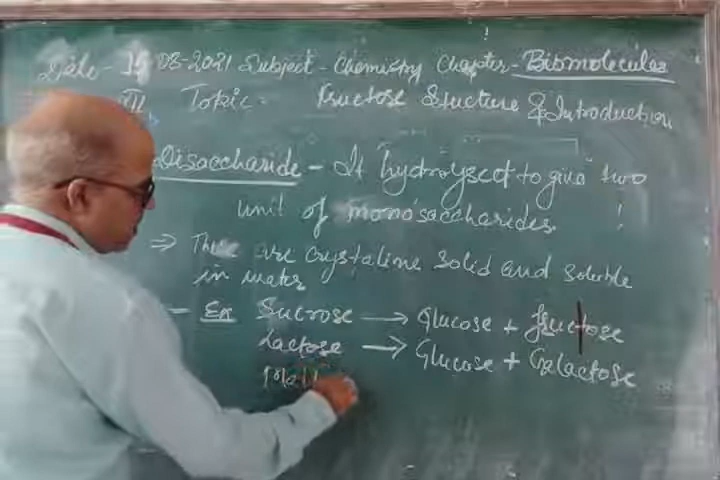 Date - 15 08-2021 Subject - Chemistry Chapter - Biomolecules
Topic - Fructose Structure & Introduction
Disaccharide - It hydrolysed to give two
unit of monosaccharides.
⇒ These are crystaline solid and soluble
in water
- Ex Sucrose → Glucose + fructose
Lactose → Glucose + Galactose
Mal